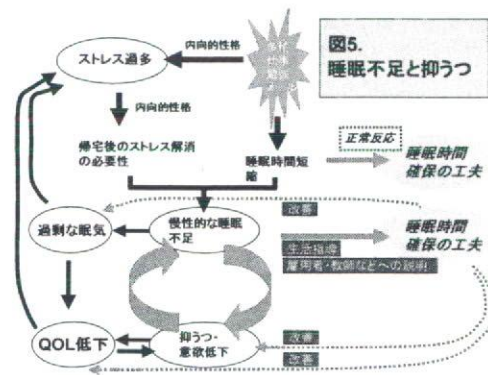 図5.
睡眠不足と抑うつ
内向的性格
ストレス過多
内向的性格
帰宅後のストレス解消
の必要性
睡眠時間短
縮
正常反応
睡眠時間
確保の工夫
改善
過剰な眠気
慢性的な睡眠
不足
生活指導
雇用者・教師などへの説明
睡眠時間
確保の工夫
QOL低下
抑うつ・
意欲低下
改善
改善